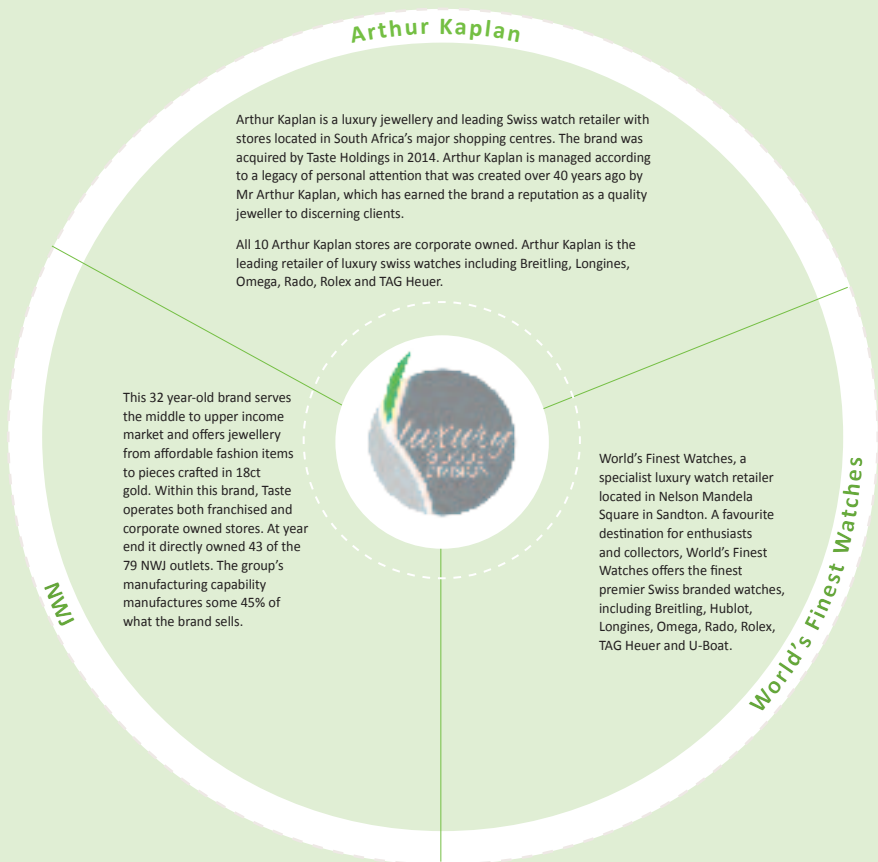 Arthur Kaplan
Arthur Kaplan is a luxury jewellery and leading Swiss watch retailer with
stores located in South Africa's major shopping centres. The brand was
acquired by Taste Holdings in 2014. Arthur Kaplan is managed according
to a legacy of personal attention that was created over 40 years ago by
Mr Arthur Kaplan, which has earned the brand a reputation as a quality
jeweller to discerning clients.
All 10 Arthur Kaplan stores are corporate owned. Arthur Kaplan is the
leading retailer of luxury swiss watches including Breitling, Longines,
Omega, Rado, Rolex and TAG Heuer.
NWJ
This 32 year-old brand serves
the middle to upper income
market and offers jewellery
from affordable fashion items
to pieces crafted in 18ct
gold. Within this brand, Taste
operates both franchised and
corporate owned stores. At year
end it directly owned 43 of the
79 NWJ outlets. The group's
manufacturing capability
manufactures some 45% of
what the brand sells.
luxury
GOODS
DIVISION
World's Finest Watches
World's Finest Watches, a
specialist luxury watch retailer
located in Nelson Mandela
Square in Sandton. A favourite
destination for enthusiasts
and collectors, World's Finest
Watches offers the finest
premier Swiss branded watches,
including Breitling, Hublot,
Longines, Omega, Rado, Rolex,
TAG Heuer and U-Boat.